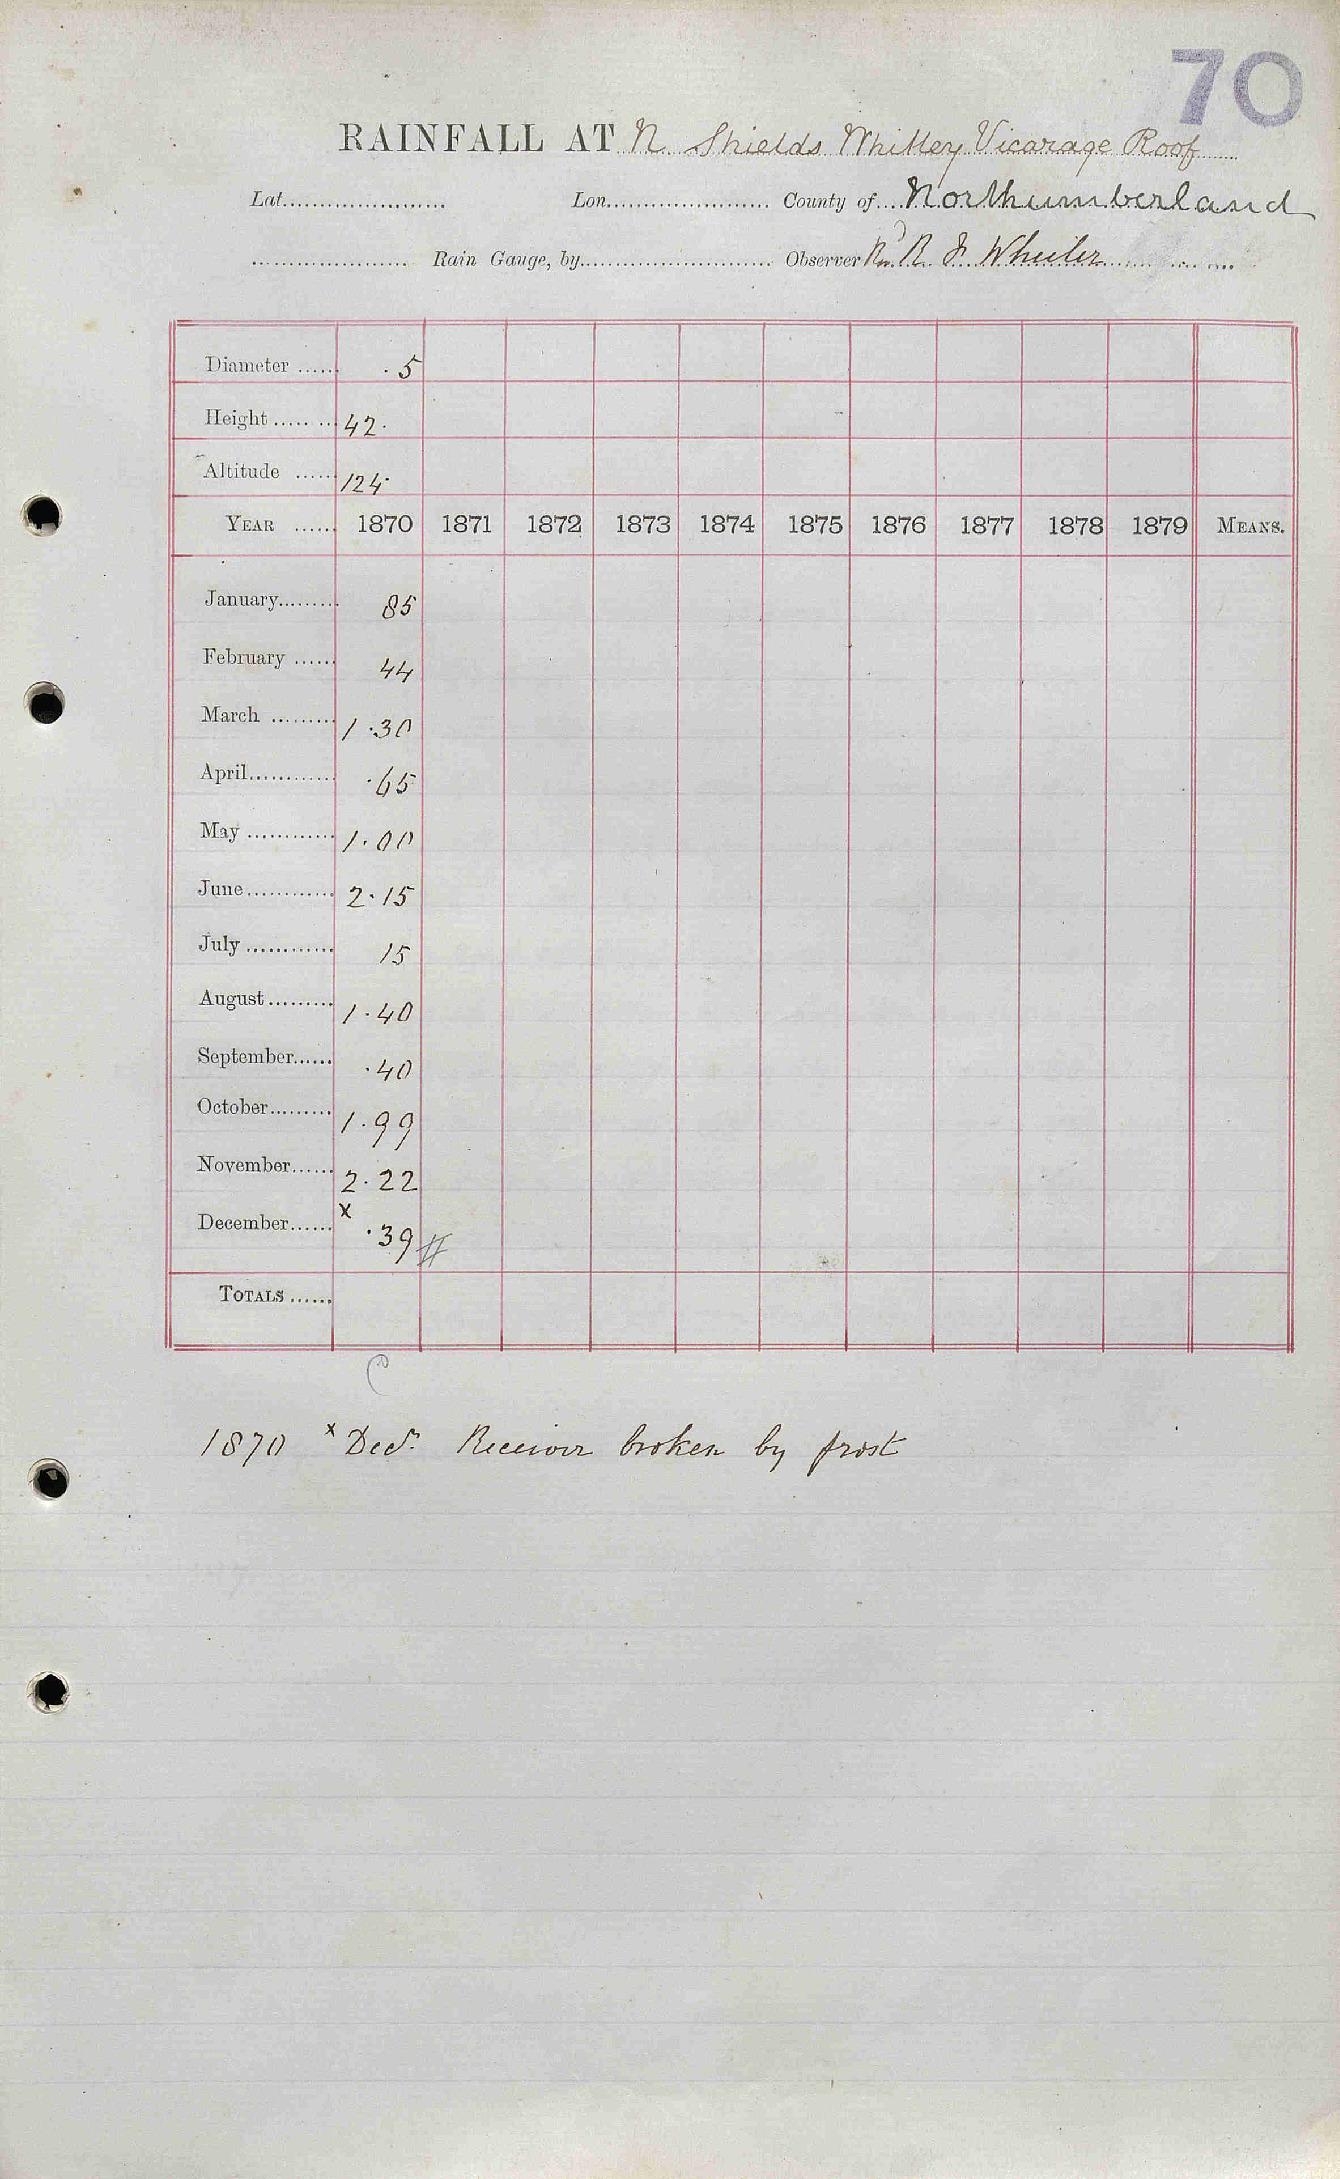 70
RAINFALL AT N. Shields Whitley Vicarage Roof
Lat. Lon. County of Northumberland
Rain Gauge, by Observer Rev. R. F. Wheeler
Diameter ·5
Height 42·
Altitude 124·
YEAR 1870 1871 1872 1873 1874 1875 1876 1877 1878 1879 MEANS.
January 85
February 44
March 1·30
April ·65
May 1·00
June 2·15
July 15
August 1·40
September ·40
October 1·99
November 2·22
December x ·39 #
TOTALS
1870 x Decr. Receiver broken by frost